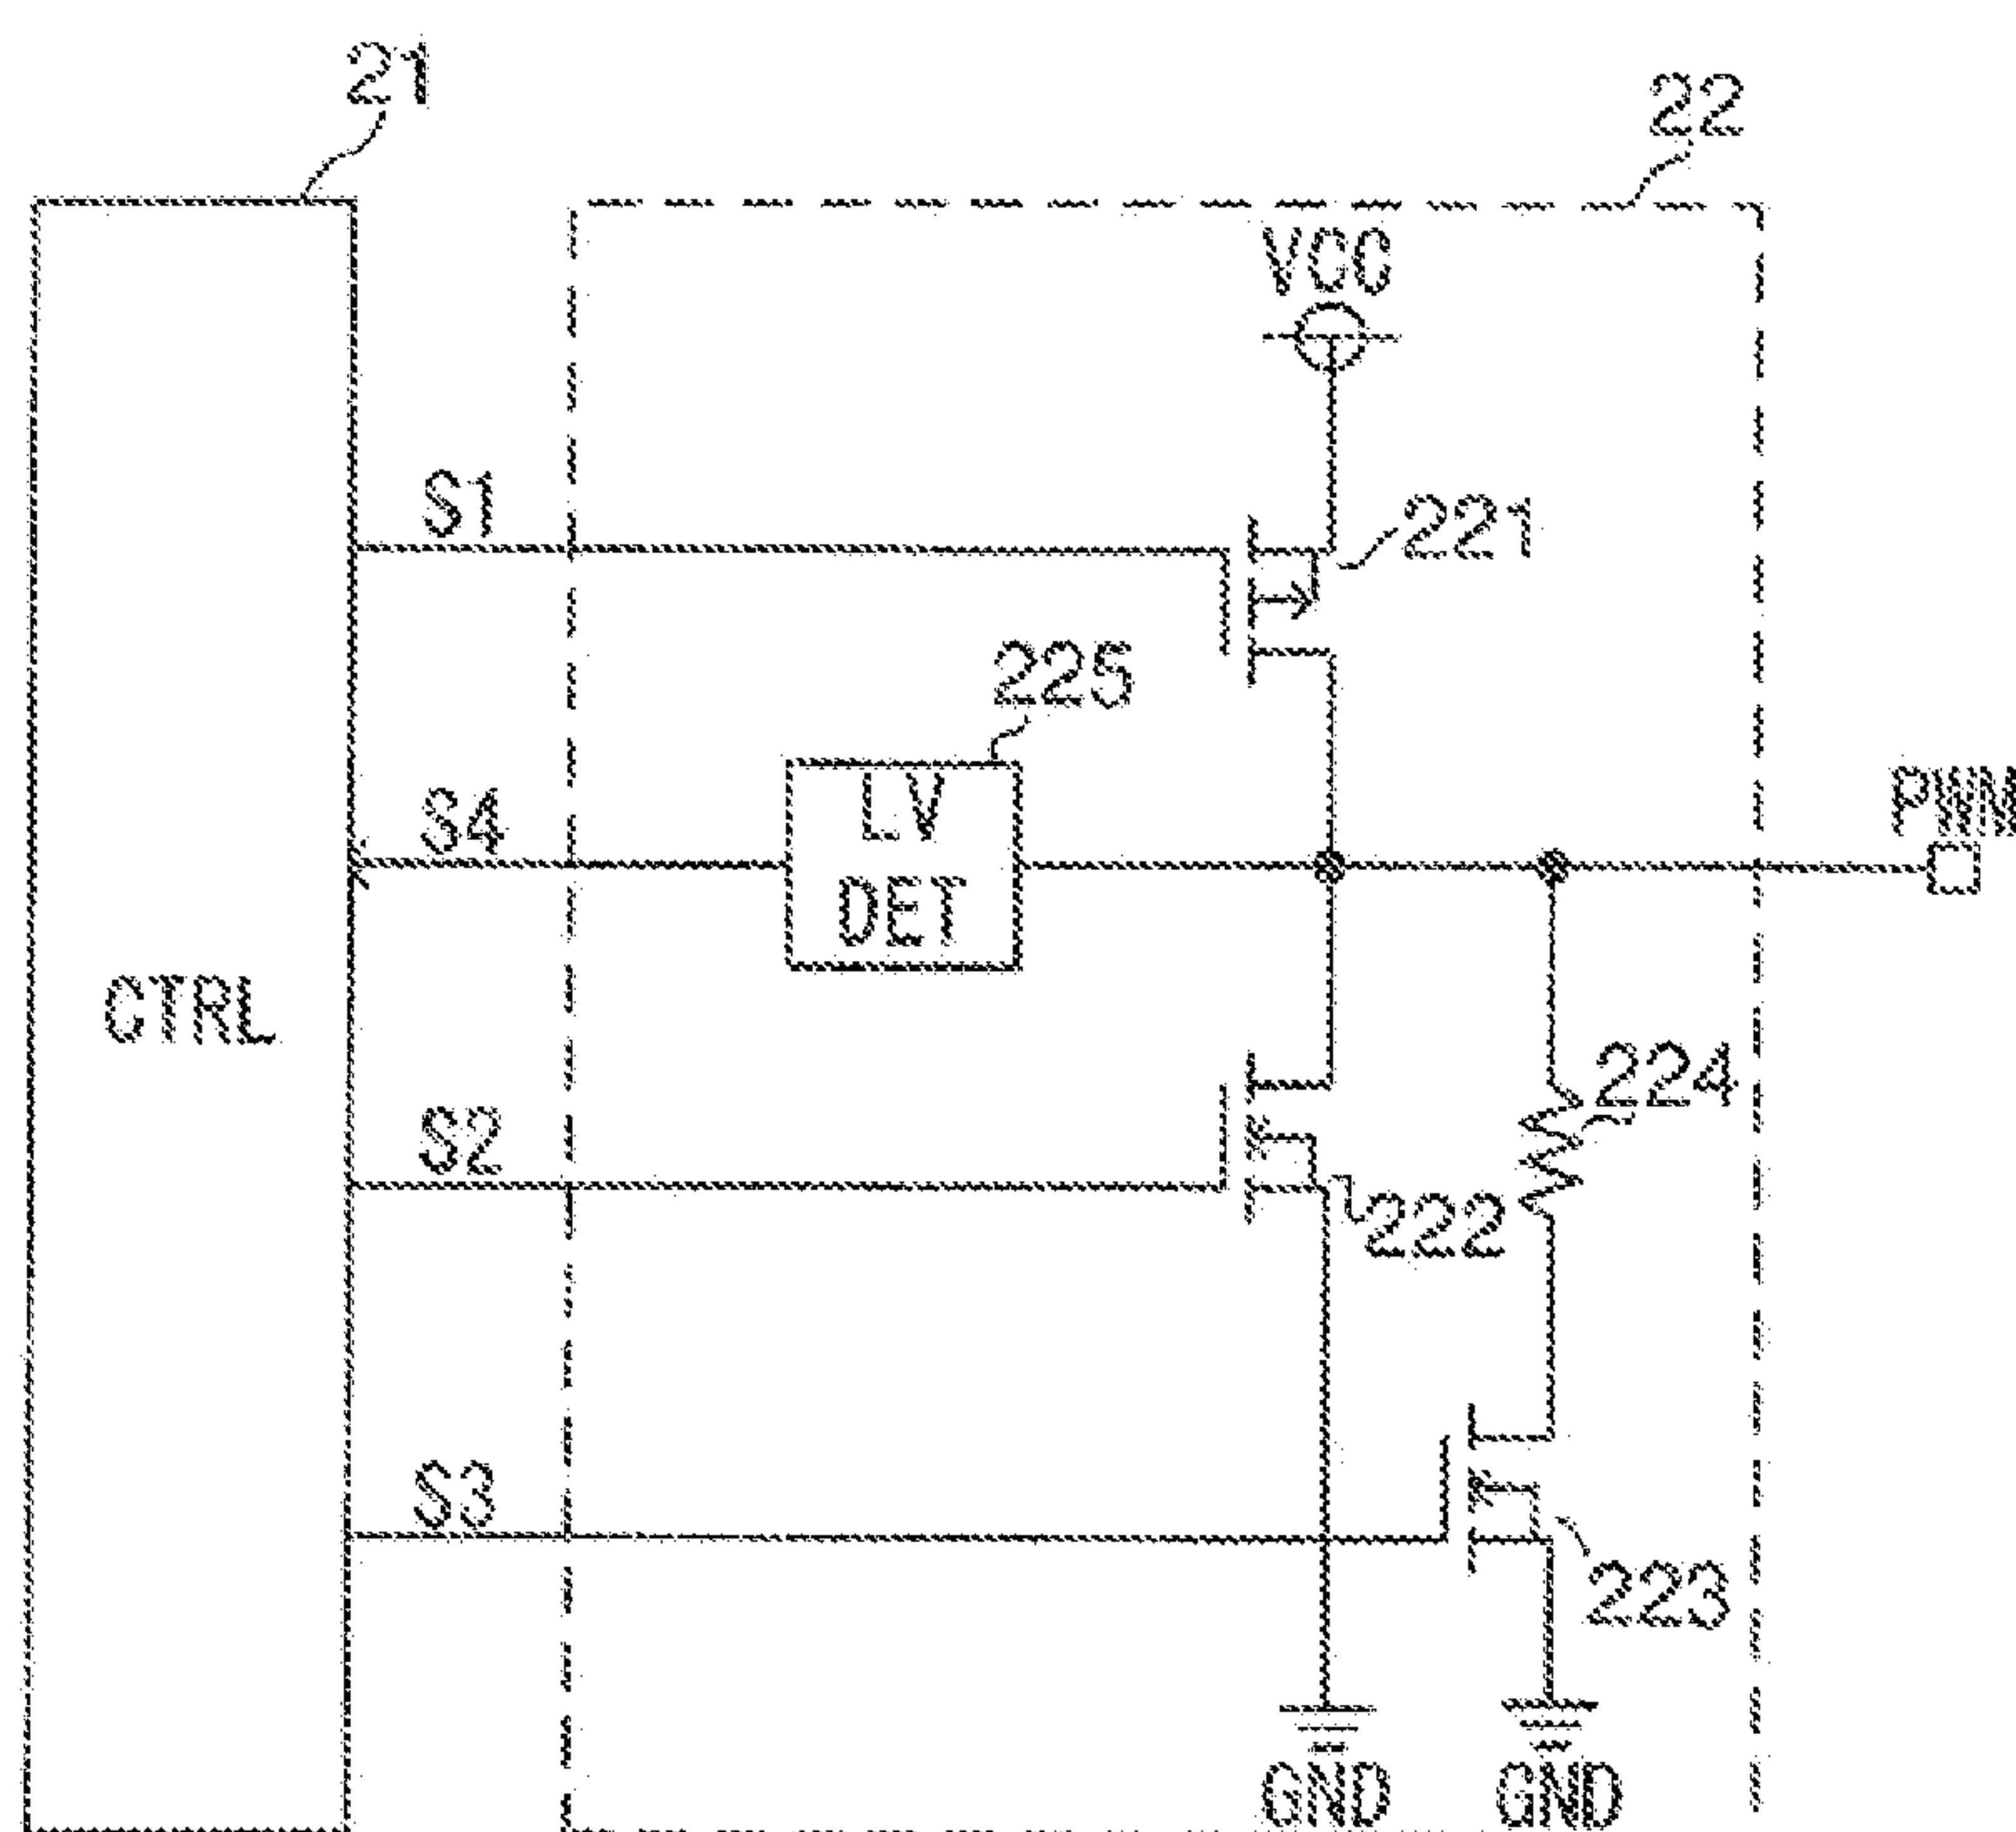 21
22
VCC
S1
221
225
LV
DET
S4
PWM
CTRL
224
S2
222
S3
223
GND
GND